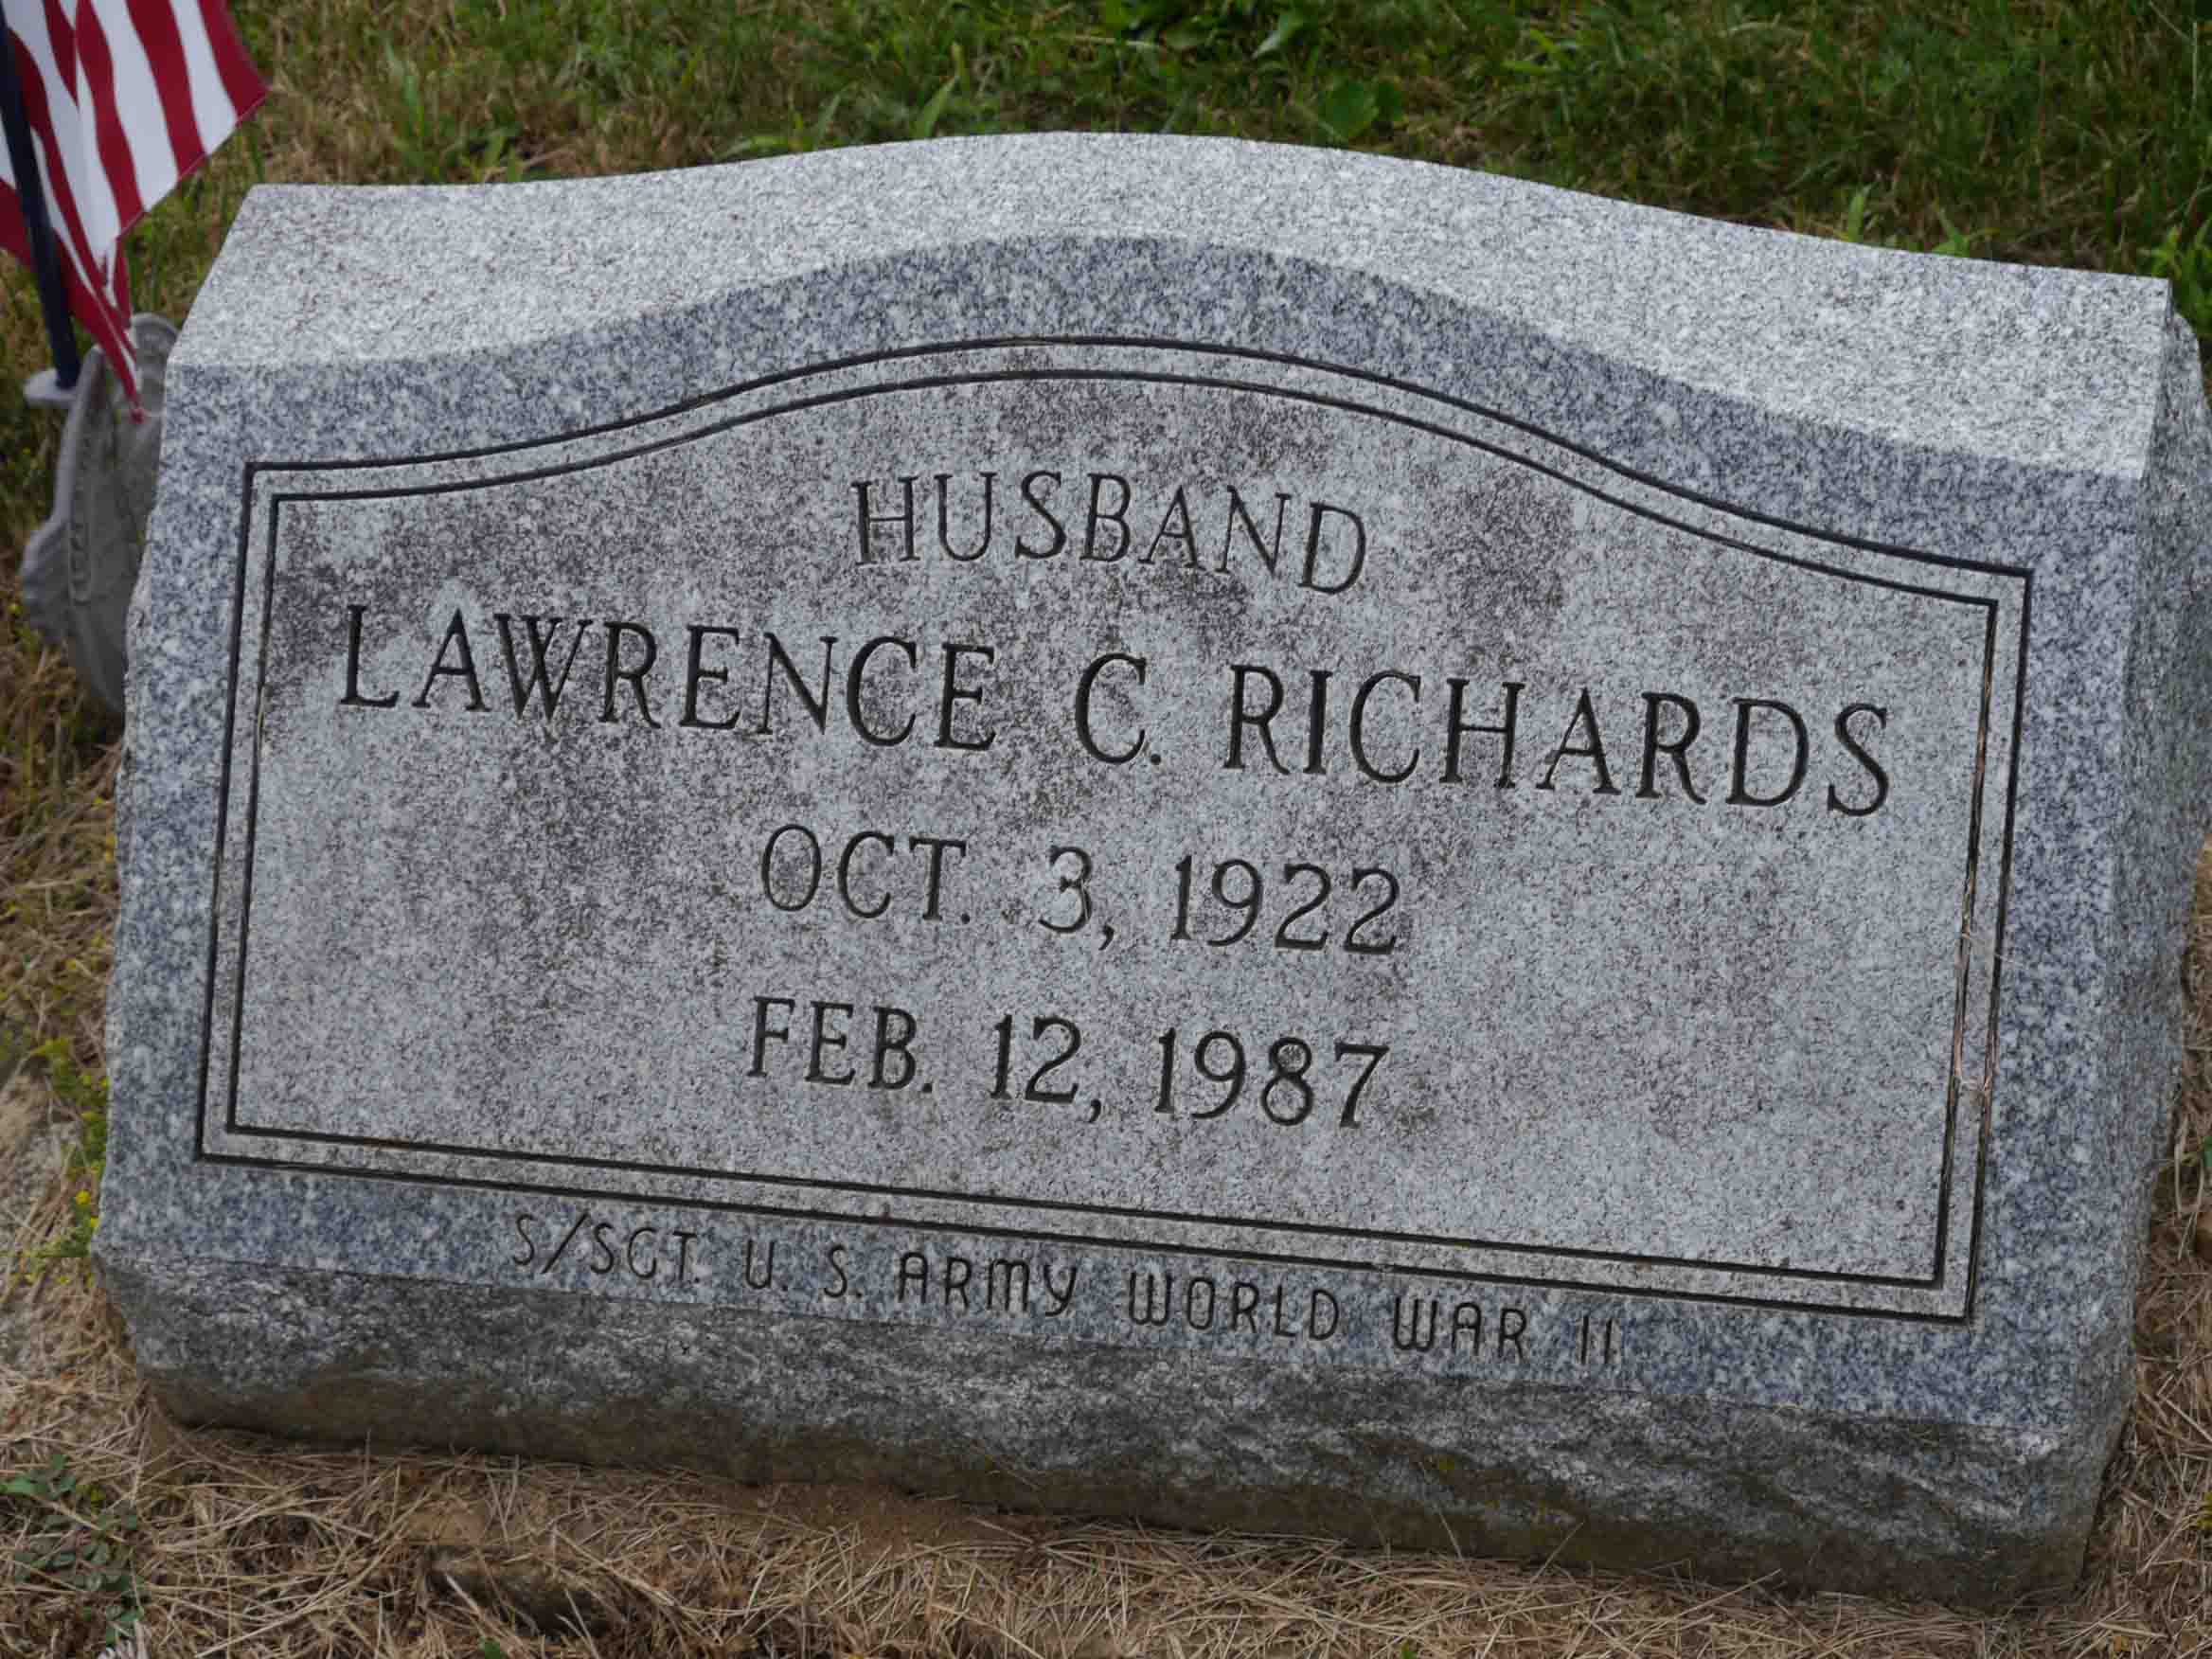 HUSBAND
LAWRENCE C. RICHARDS
OCT. 3, 1922
FEB. 12, 1987
S/SGT. U. S. ARMY WORLD WAR II